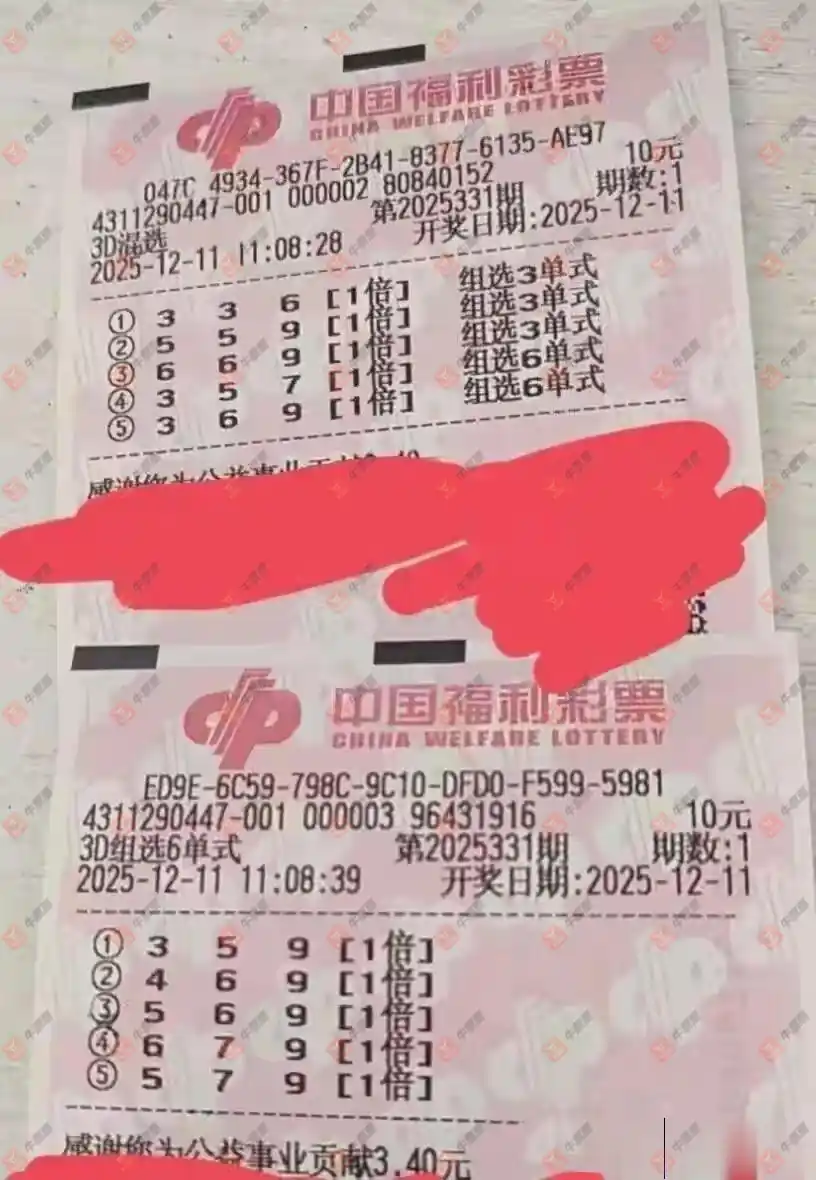 中国福利彩票
CHINA WELFARE LOTTERY
047C 4934-367F-2B41-8377-6135-AE97
4311290447-001 000002 80840152 10元
3D混选 第2025331期 期数:1
2025-12-11 11:08:28 开奖日期:2025-12-11
① 3 3 6 [1倍] 组选3单式
② 5 5 9 [1倍] 组选3单式
③ 6 6 9 [1倍] 组选3单式
④ 3 5 7 [1倍] 组选6单式
⑤ 3 6 9 [1倍] 组选6单式
感谢您为公益事业贡献
中国福利彩票
CHINA WELFARE LOTTERY
ED9E-6C59-798C-9C10-DFD0-F599-5981
4311290447-001 000003 96431916 10元
3D组选6单式 第2025331期 期数:1
2025-12-11 11:08:39 开奖日期:2025-12-11
① 3 5 9 [1倍]
② 4 6 9 [1倍]
③ 5 6 9 [1倍]
④ 6 7 9 [1倍]
⑤ 5 7 9 [1倍]
感谢您为公益事业贡献3.40元